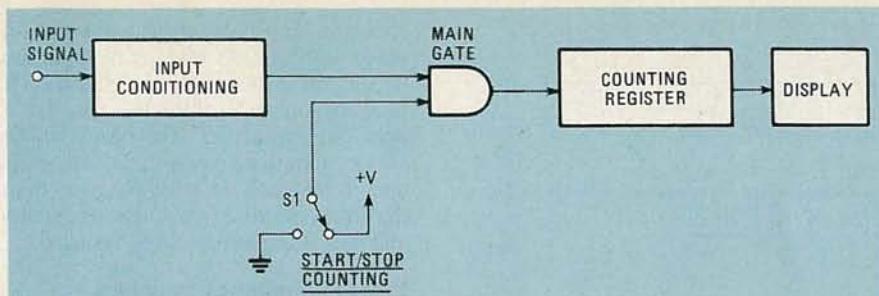 INPUT
SIGNAL
INPUT
CONDITIONING
MAIN
GATE
COUNTING
REGISTER
DISPLAY
+V
S1
START/STOP
COUNTING